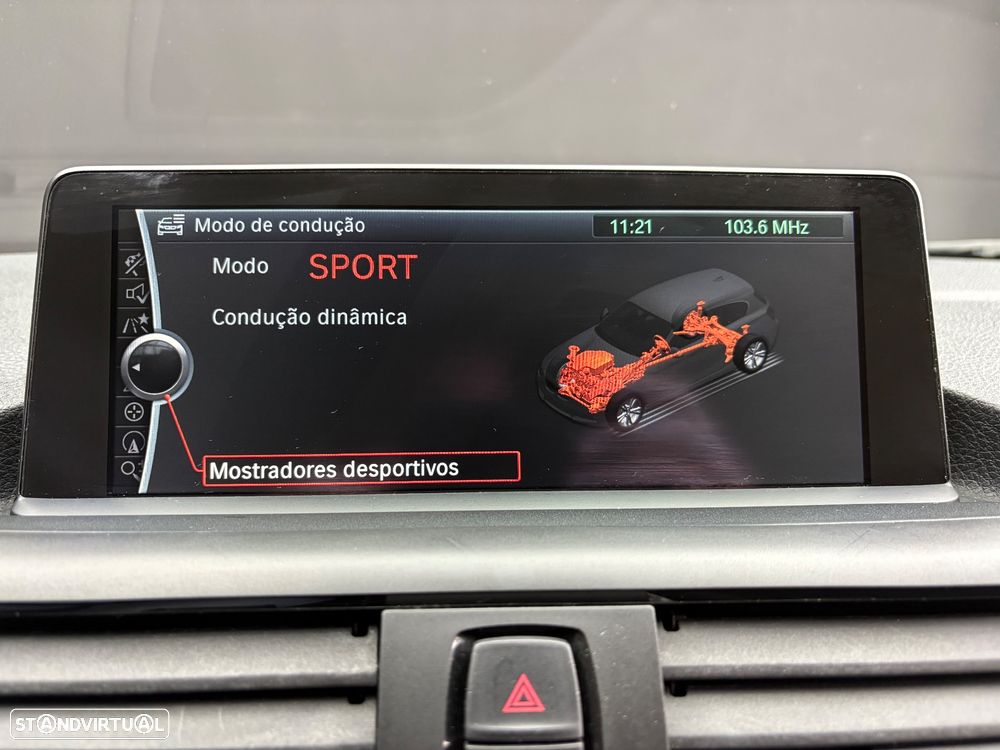 Modo de condução 11:21 103.6 MHz
Modo SPORT
Condução dinâmica
Mostradores desportivos
STANDVIRTUAL